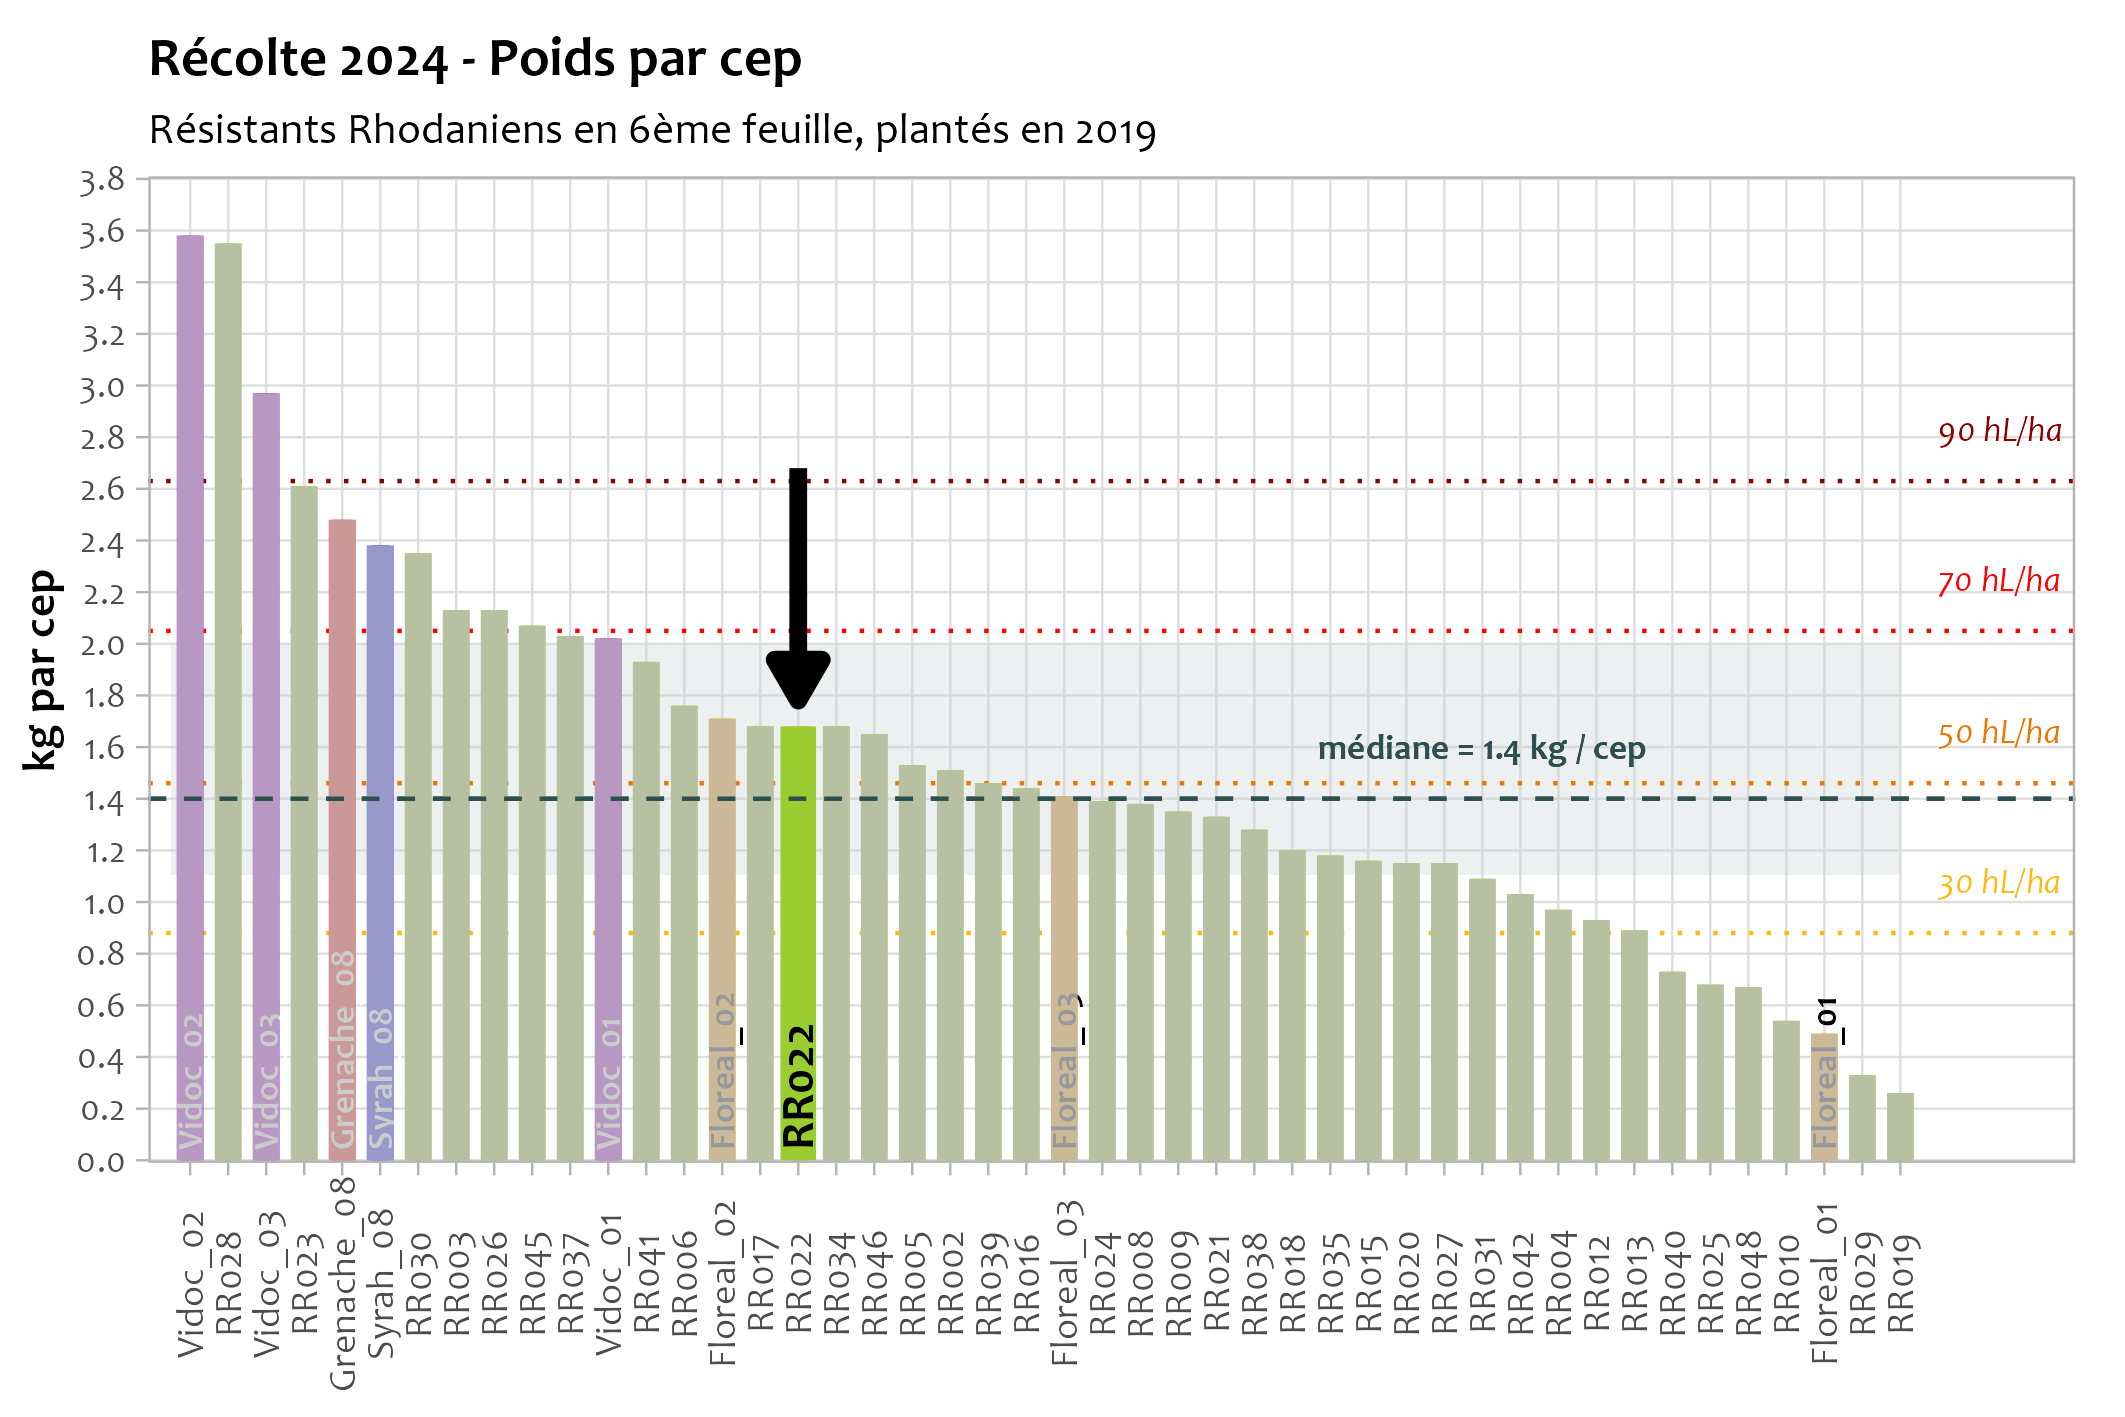 Récolte 2024 - Poids par cep
Résistants Rhodaniens en 6ème feuille, plantés en 2019
kg par cep
3.8
3.6
3.4
3.2
3.0
2.8
2.6
2.4
2.2
2.0
1.8
1.6
1.4
1.2
1.0
0.8
0.6
0.4
0.2
0.0
90 hL/ha
70 hL/ha
50 hL/ha
30 hL/ha
médiane = 1.4 kg / cep
Vidoc_02
Vidoc_03
Grenache_08
Syrah_08
Vidoc_01
Floreal_02
RR022
Floreal_03
Floreal_01
Vidoc_02
RR028
Vidoc_03
RR023
Grenache_08
Syrah_08
RR030
RR003
RR026
RR045
RR037
Vidoc_01
RR041
RR006
Floreal_02
RR017
RR022
RR034
RR046
RR005
RR002
RR039
RR016
Floreal_03
RR024
RR008
RR009
RR021
RR038
RR018
RR035
RR015
RR020
RR027
RR031
RR042
RR004
RR012
RR013
RR040
RR025
RR048
RR010
Floreal_01
RR029
RR019